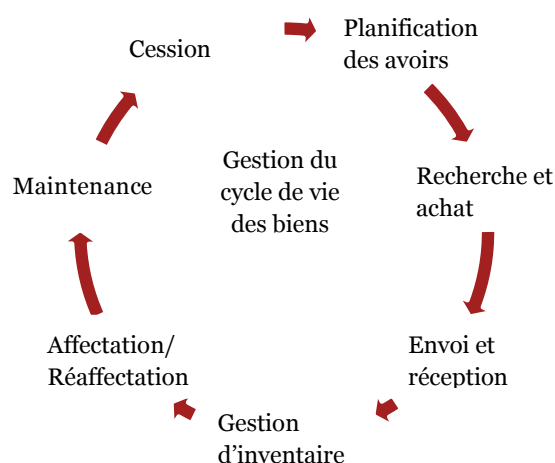 Cession
Planification
des avoirs
Recherche et
achat
Envoi et
réception
Gestion
d’inventaire
Affectation/
Réaffectation
Maintenance
Gestion du
cycle de vie
des biens